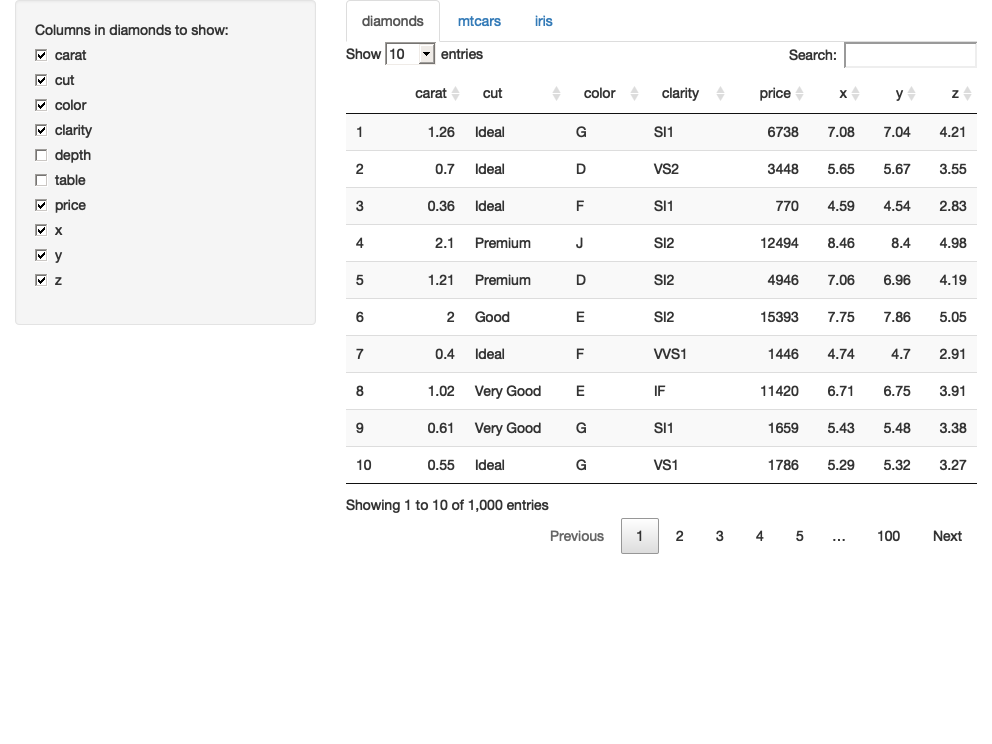 Columns in diamonds to show:
carat
cut
color
clarity
depth
table
price
x
y
z
diamonds mtcars iris
Show 10 entries Search:
carat cut color clarity price x y z
1 1.26 Ideal G SI1 6738 7.08 7.04 4.21
2 0.7 Ideal D VS2 3448 5.65 5.67 3.55
3 0.36 Ideal F SI1 770 4.59 4.54 2.83
4 2.1 Premium J SI2 12494 8.46 8.4 4.98
5 1.21 Premium D SI2 4946 7.06 6.96 4.19
6 2 Good E SI2 15393 7.75 7.86 5.05
7 0.4 Ideal F VVS1 1446 4.74 4.7 2.91
8 1.02 Very Good E IF 11420 6.71 6.75 3.91
9 0.61 Very Good G SI1 1659 5.43 5.48 3.38
10 0.55 Ideal G VS1 1786 5.29 5.32 3.27
Showing 1 to 10 of 1,000 entries
Previous 1 2 3 4 5 … 100 Next